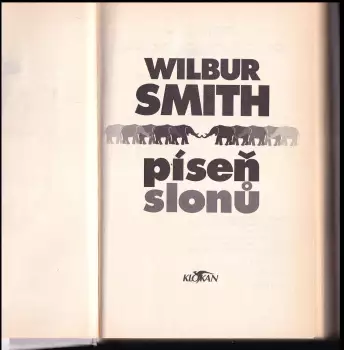 WILBUR
SMITH
píseň
slonů
KLOKAN